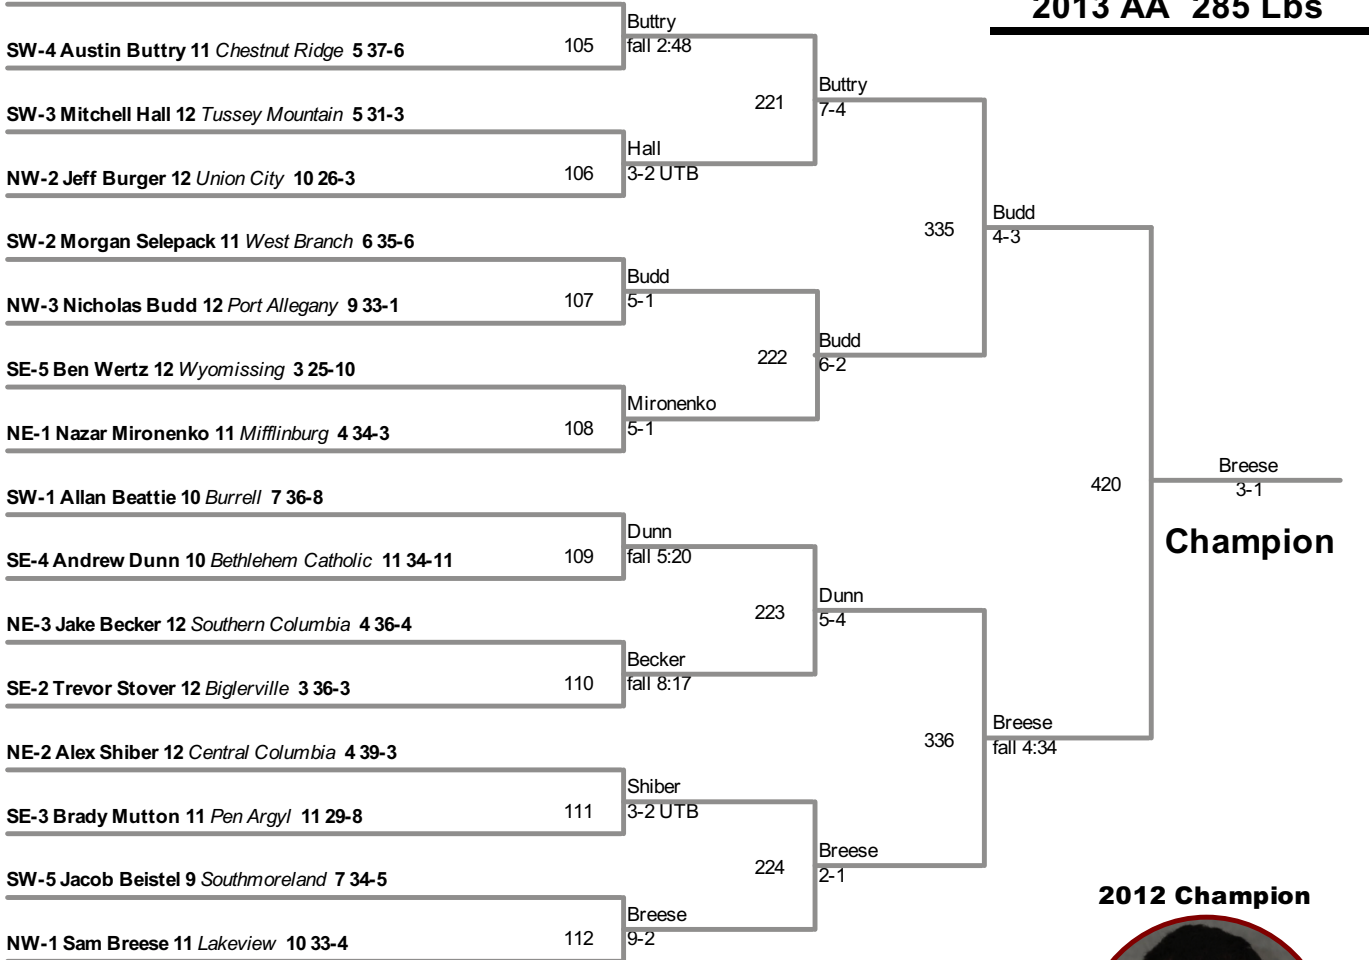 2013 AA 285 Lbs
Buttry
SW-4 Austin Buttry 11 Chestnut Ridge 5 37-6
105
fall 2:48
Buttry
221
7-4
SW-3 Mitchell Hall 12 Tussey Mountain 5 31-3
Hall
NW-2 Jeff Burger 12 Union City 10 26-3
106
3-2 UTB
Budd
335
4-3
SW-2 Morgan Selepack 11 West Branch 6 35-6
Budd
NW-3 Nicholas Budd 12 Port Allegany 9 33-1
107
5-1
Budd
222
6-2
SE-5 Ben Wertz 12 Wyomissing 3 25-10
Mironenko
NE-1 Nazar Mironenko 11 Mifflinburg 4 34-3
108
5-1
Breese
420
3-1
Champion
SW-1 Allan Beattie 10 Burrell 7 36-8
Dunn
SE-4 Andrew Dunn 10 Bethlehem Catholic 11 34-11
109
fall 5:20
Dunn
223
5-4
NE-3 Jake Becker 12 Southern Columbia 4 36-4
Becker
SE-2 Trevor Stover 12 Biglerville 3 36-3
110
fall 8:17
Breese
336
fall 4:34
NE-2 Alex Shiber 12 Central Columbia 4 39-3
Shiber
SE-3 Brady Mutton 11 Pen Argyl 11 29-8
111
3-2 UTB
Breese
224
2-1
SW-5 Jacob Beistel 9 Southmoreland 7 34-5
Breese
NW-1 Sam Breese 11 Lakeview 10 33-4
112
9-2
2012 Champion